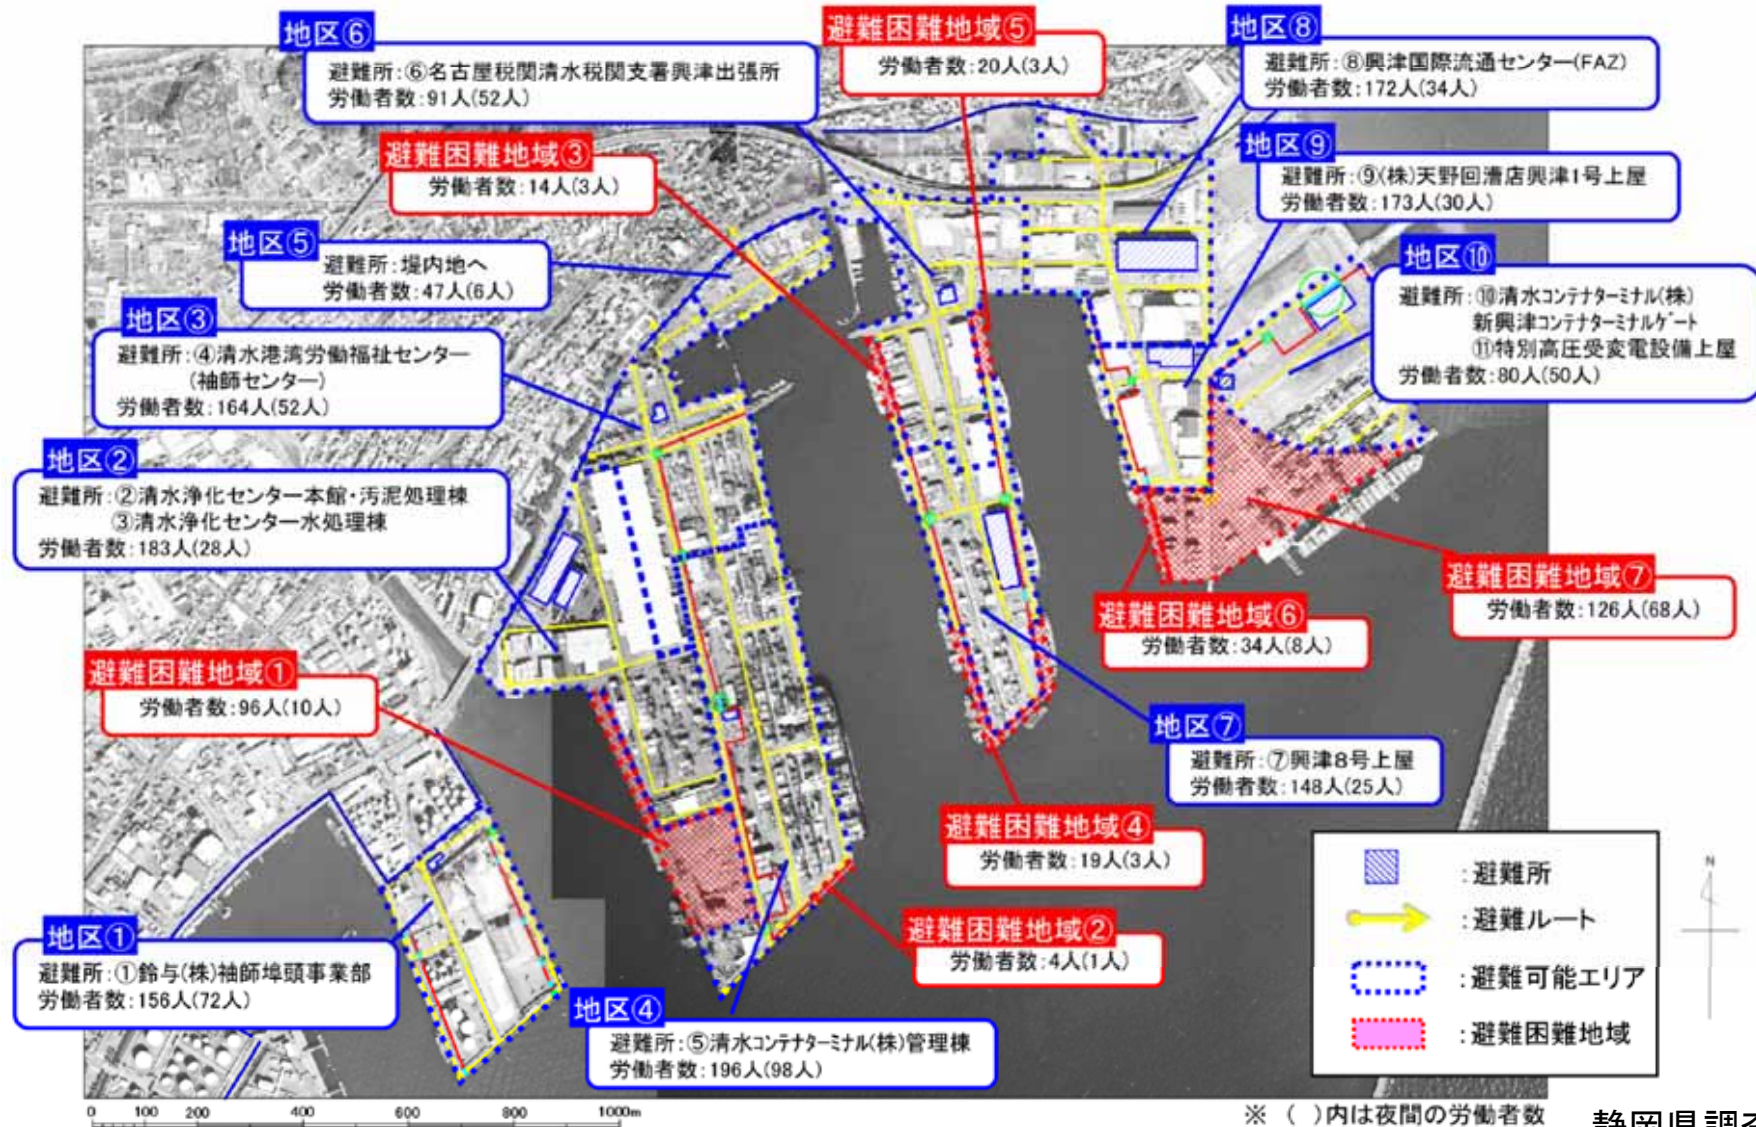 地区⑥
避難所:⑥名古屋税関清水税関支署興津出張所
労働者数:91人(52人)
避難困難地域⑤
労働者数:20人(3人)
地区⑧
避難所:⑧興津国際流通センター(FAZ)
労働者数:172人(34人)
避難困難地域③
労働者数:14人(3人)
地区⑨
避難所:⑨(株)天野回漕店興津1号上屋
労働者数:173人(30人)
地区⑤
避難所:堤内地へ
労働者数:47人(6人)
地区⑩
避難所:⑩清水コンテナターミナル(株)
新興津コンテナターミナルゲート
⑪特別高圧受変電設備上屋
労働者数:80人(50人)
地区③
避難所:④清水港湾労働福祉センター
(袖師センター)
労働者数:164人(52人)
地区②
避難所:②清水浄化センター本館・汚泥処理棟
③清水浄化センター水処理棟
労働者数:183人(28人)
避難困難地域⑦
労働者数:126人(68人)
避難困難地域⑥
労働者数:34人(8人)
避難困難地域①
労働者数:96人(10人)
地区⑦
避難所:⑦興津8号上屋
労働者数:148人(25人)
避難困難地域④
労働者数:19人(3人)
避難困難地域②
労働者数:4人(1人)
地区①
避難所:①鈴与(株)袖師埠頭事業部
労働者数:156人(72人)
地区④
避難所:⑤清水コンテナターミナル(株)管理棟
労働者数:196人(98人)
:避難所
:避難ルート
:避難可能エリア
:避難困難地域
N
0 100 200 400 600 800 1000m
※ ( )内は夜間の労働者数
静岡県調査